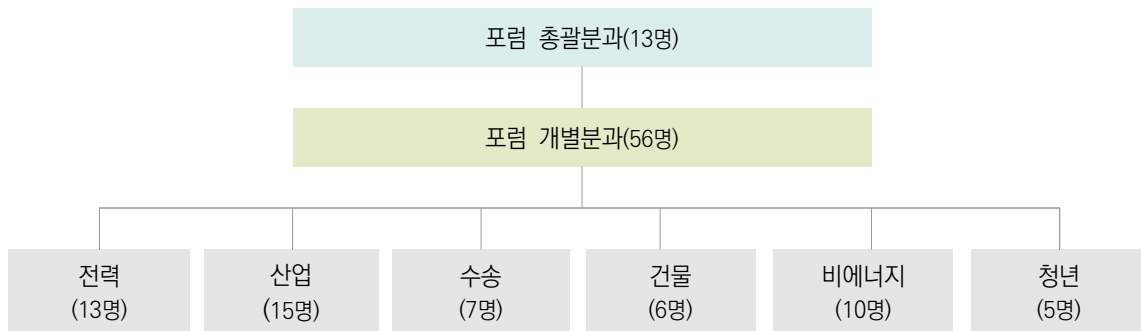 포럼 총괄분과(13명)
포럼 개별분과(56명)
전력
(13명)
산업
(15명)
수송
(7명)
건물
(6명)
비에너지
(10명)
청년
(5명)